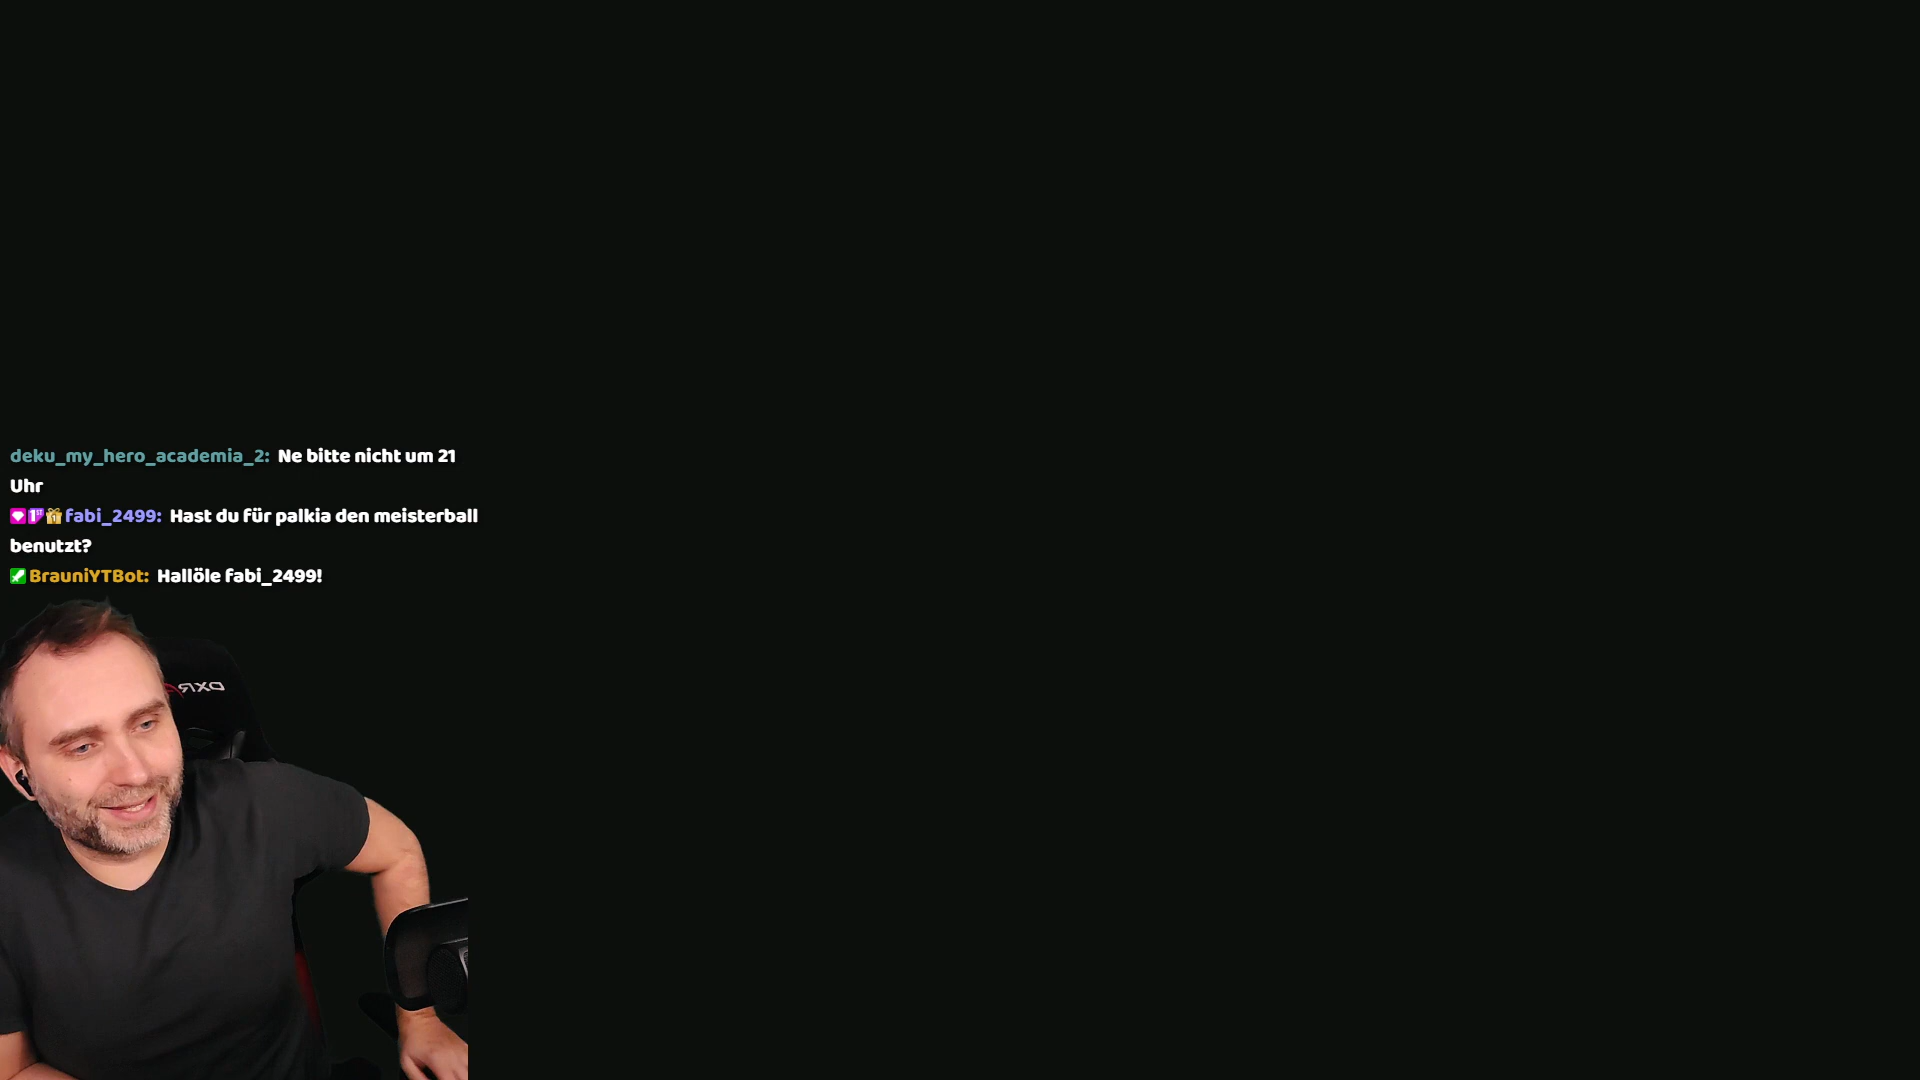 deku_my_hero_academia_2: Ne bitte nicht um 21
Uhr
fabi_2499: Hast du für palkia den meisterball
benutzt?
BrauniYTBot: Hallöle fabi_2499!